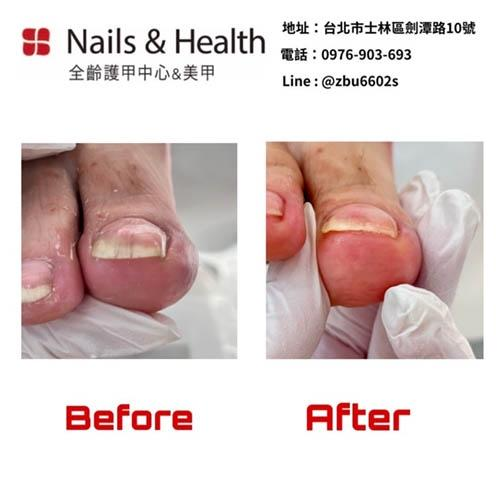 Nails & Health
全齡護甲中心&美甲
地址：台北市士林區劍潭路10號
電話：0976-903-693
Line : @zbu6602s
Before
After